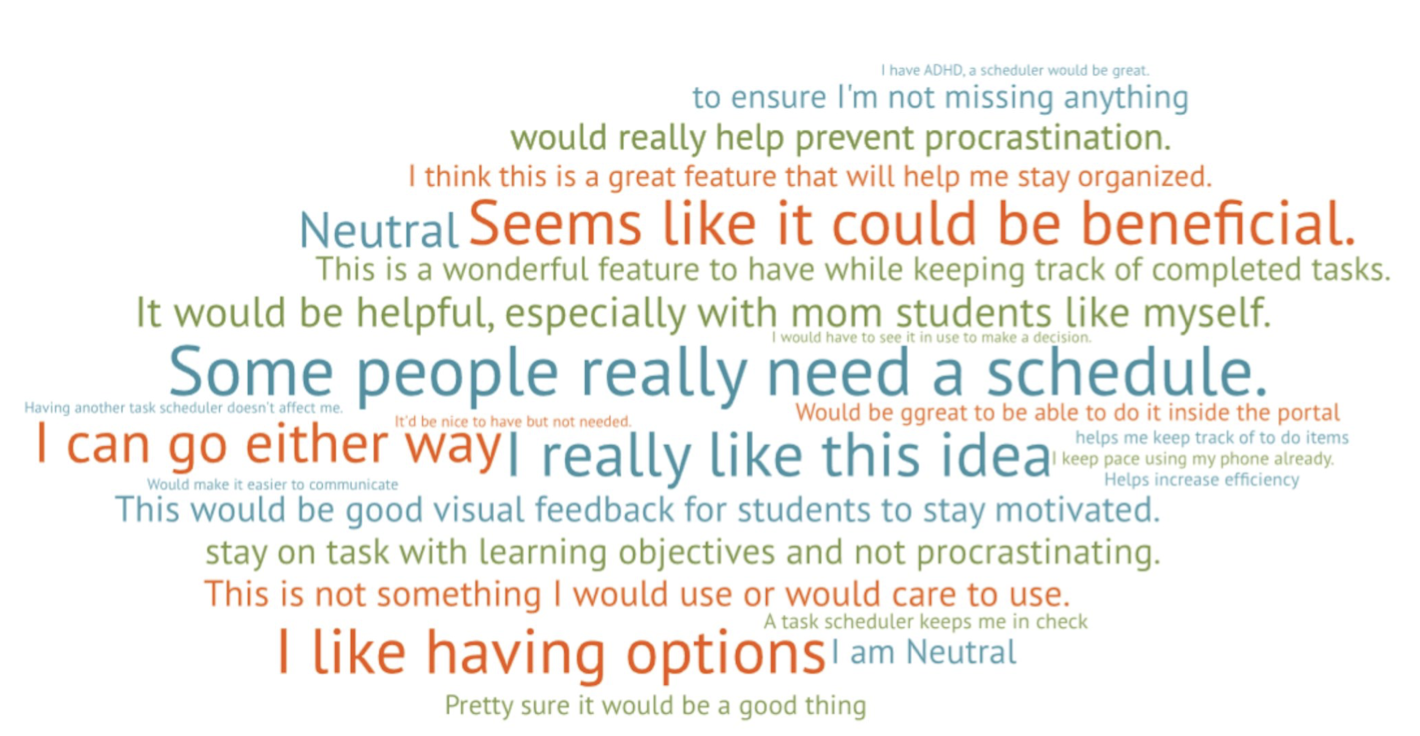 I have ADHD, a scheduler would be great.
to ensure I'm not missing anything
would really help prevent procrastination.
I think this is a great feature that will help me stay organized.
Neutral
Seems like it could be beneficial.
This is a wonderful feature to have while keeping track of completed tasks.
It would be helpful, especially with mom students like myself.
I would have to see it in use to make a decision.
Some people really need a schedule.
Having another task scheduler doesn't affect me.
It'd be nice to have but not needed.
Would be ggreat to be able to do it inside the portal
I can go either way
I really like this idea
helps me keep track of to do items
I keep pace using my phone already.
Would make it easier to communicate
Helps increase efficiency
This would be good visual feedback for students to stay motivated.
stay on task with learning objectives and not procrastinating.
This is not something I would use or would care to use.
A task scheduler keeps me in check
I like having options
I am Neutral
Pretty sure it would be a good thing